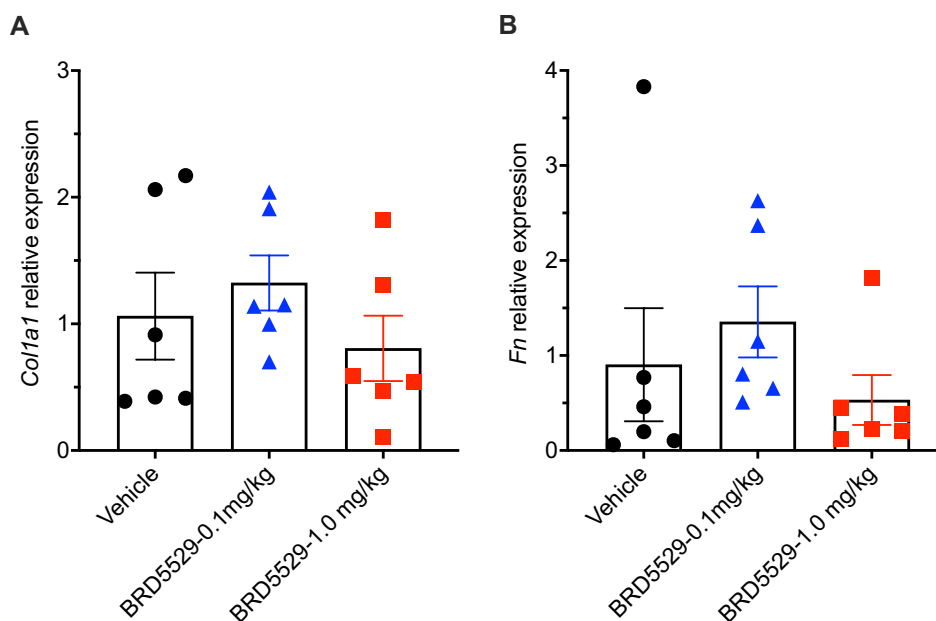 A
Col1a1 relative expression
3
2
1
0
Vehicle
BRD5529-0.1mg/kg
BRD5529-1.0 mg/kg
B
Fn relative expression
4
3
2
1
0
Vehicle
BRD5529-0.1mg/kg
BRD5529-1.0 mg/kg